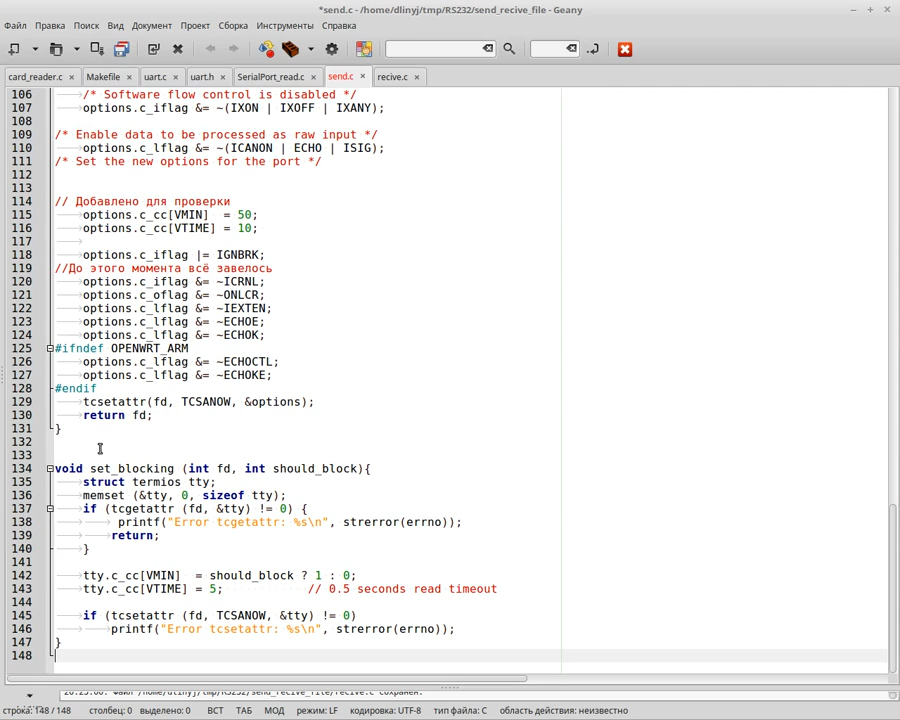 *send.c - /home/dlinyj/tmp/RS232/send_recive_file - Geany
Файл Правка Поиск Вид Документ Проект Сборка Инструменты Справка
card_reader.c Makefile uart.c uart.h SerialPort_read.c send.c recive.c
106 /* Software flow control is disabled */
107 options.c_iflag &= ~(IXON | IXOFF | IXANY);
108
109 /* Enable data to be processed as raw input */
110 options.c_lflag &= ~(ICANON | ECHO | ISIG);
111 /* Set the new options for the port */
112
113
114 // Добавлено для проверки
115 options.c_cc[VMIN]  = 50;
116 options.c_cc[VTIME] = 10;
117
118 options.c_iflag |= IGNBRK;
119 //До этого момента всё завелось
120 options.c_iflag &= ~ICRNL;
121 options.c_oflag &= ~ONLCR;
122 options.c_lflag &= ~IEXTEN;
123 options.c_lflag &= ~ECHOE;
124 options.c_lflag &= ~ECHOK;
125 #ifndef OPENWRT_ARM
126 options.c_lflag &= ~ECHOCTL;
127 options.c_lflag &= ~ECHOKE;
128 #endif
129 tcsetattr(fd, TCSANOW, &options);
130 return fd;
131 }
132
133
134 void set_blocking (int fd, int should_block){
135 struct termios tty;
136 memset (&tty, 0, sizeof tty);
137 if (tcgetattr (fd, &tty) != 0) {
138 printf("Error tcgetattr: %s\n", strerror(errno));
139 return;
140 }
141
142 tty.c_cc[VMIN]  = should_block ? 1 : 0;
143 tty.c_cc[VTIME] = 5; // 0.5 seconds read timeout
144
145 if (tcsetattr (fd, TCSANOW, &tty) != 0)
146 printf("Error tcsetattr: %s\n", strerror(errno));
147 }
148
20:25:00: Файл /home/dlinyj/tmp/RS232/send_recive_file/recive.c сохранён.
строка: 148 / 148 столбец: 0 выделено: 0 ВСТ ТАБ МОД режим: LF кодировка: UTF-8 тип файла: C область действия: неизвестно